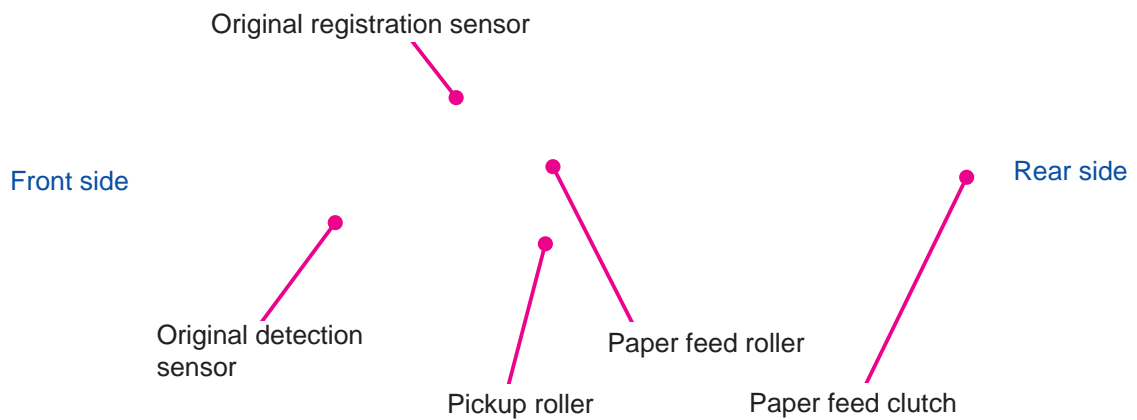 Original registration sensor
Front side
Rear side
Original detection
sensor
Paper feed roller
Pickup roller
Paper feed clutch